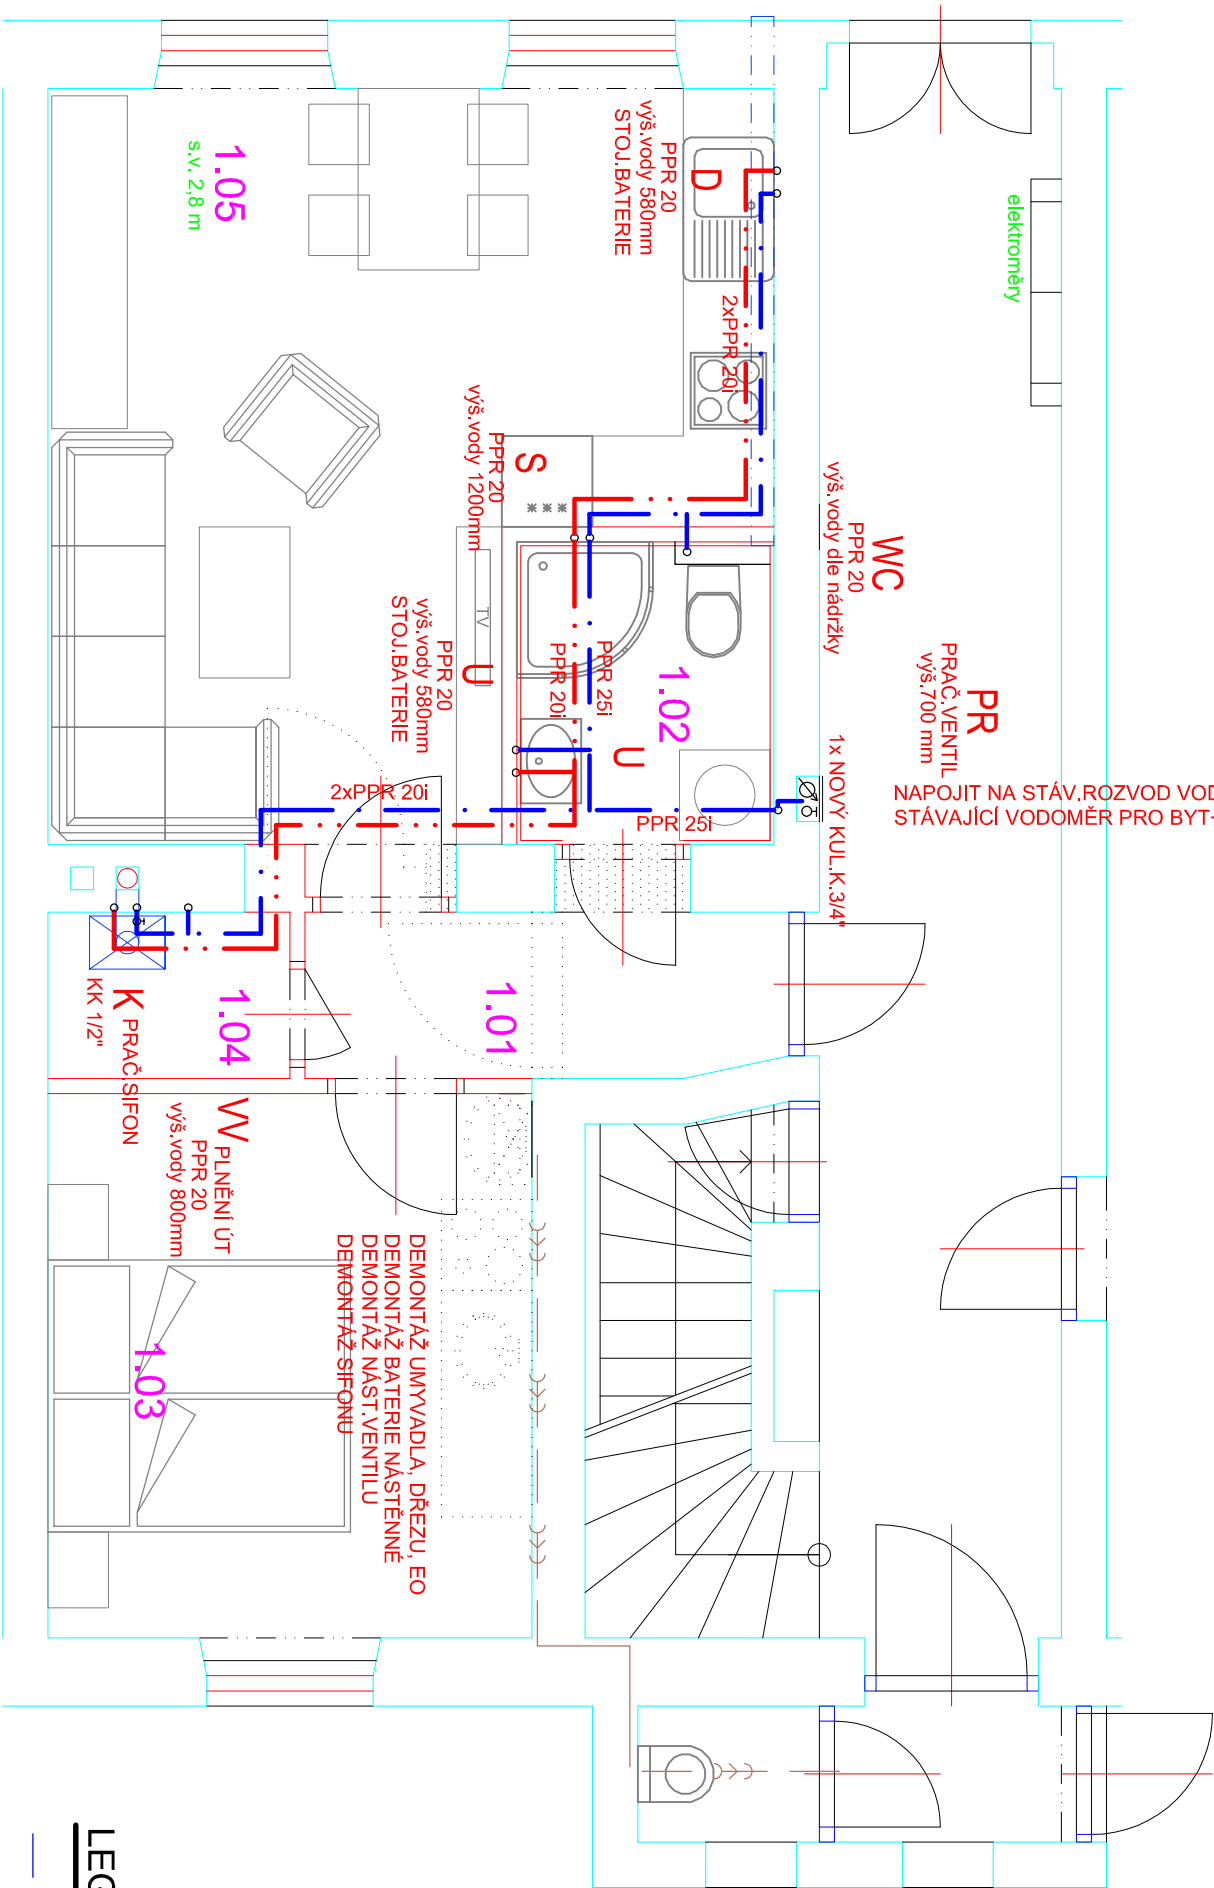 elektroměry
D
PPR 20
výš.vody 580mm
STOJ.BATERIE
1.05
s.v. 2,8 m
2xPPR 20i
S
PPR 20
výš.vody 1200mm
WC
PPR 20
výš.vody dle nádržky
PR
PRAČ.VENTIL
výš.700 mm
NAPOJIT NA STÁV.ROZVOD
STÁVAJÍCÍ VODOMĚR PRO
1x NOVÝ KUL.K.3/4"
TV
U
PPR 20
výš.vody 580mm
STOJ.BATERIE
PPR 25i
PPR 20i
1.02
U
2xPPR 20i
PPR 25i
K PRAČ.SIFON
KK 1/2"
1.04
1.01
VV PLNĚNÍ ÚT
PPR 20
výš.vody 800mm
1.03
DEMONTÁŽ UMYVADLA, DŘEZU, EO
DEMONTÁŽ BATERIE NÁSTĚNNÉ
DEMONTÁŽ NÁST.VENTILU
DEMONTÁŽ SIFONU